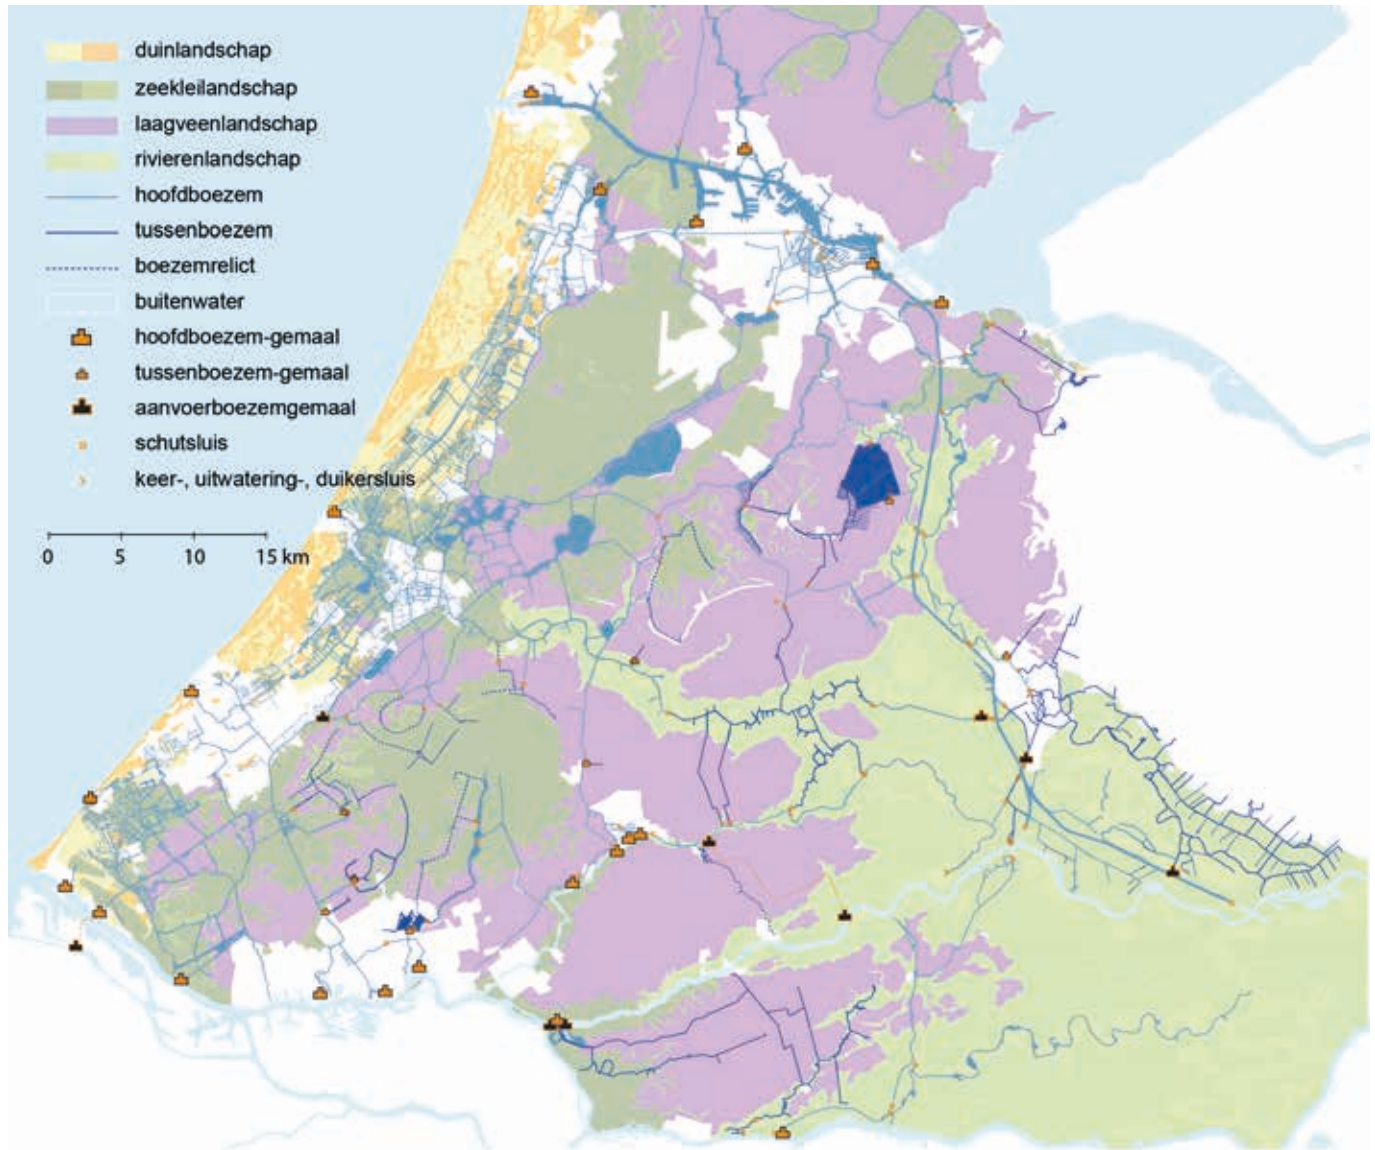 duinlandschap
zeekleilandschap
laagveenlandschap
rivierenlandschap
hoofdboezem
tussenboezem
boezemrelict
buitenwater
hoofdboezem-gemaal
tussenboezem-gemaal
aanvoerboezemgemaal
schutsluis
keer-, uitwatering-, duikersluis
0 5 10 15 km